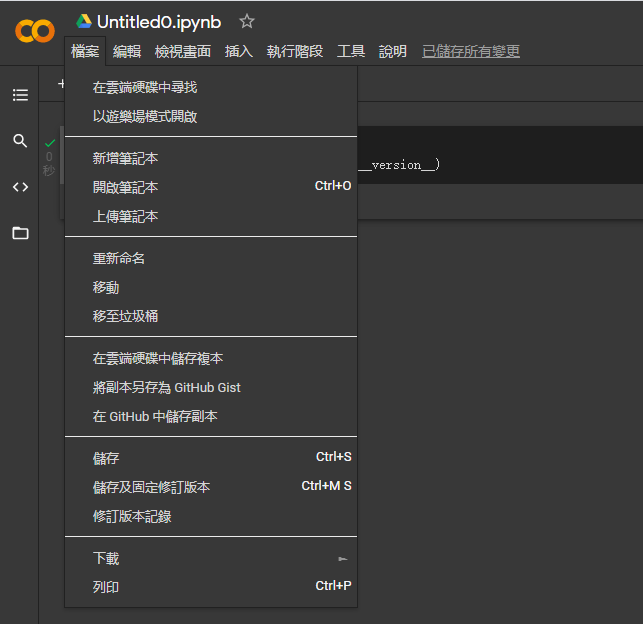 Untitled0.ipynb
檔案 編輯 檢視畫面 插入 執行階段 工具 說明 已儲存所有變更
+
在雲端硬碟中尋找
以遊樂場模式開啟
0
秒
__version__)
新增筆記本
開啟筆記本 Ctrl+O
上傳筆記本
重新命名
移動
移至垃圾桶
在雲端硬碟中儲存複本
將副本另存為 GitHub Gist
在 GitHub 中儲存副本
儲存 Ctrl+S
儲存及固定修訂版本 Ctrl+M S
修訂版本記錄
下載
列印 Ctrl+P